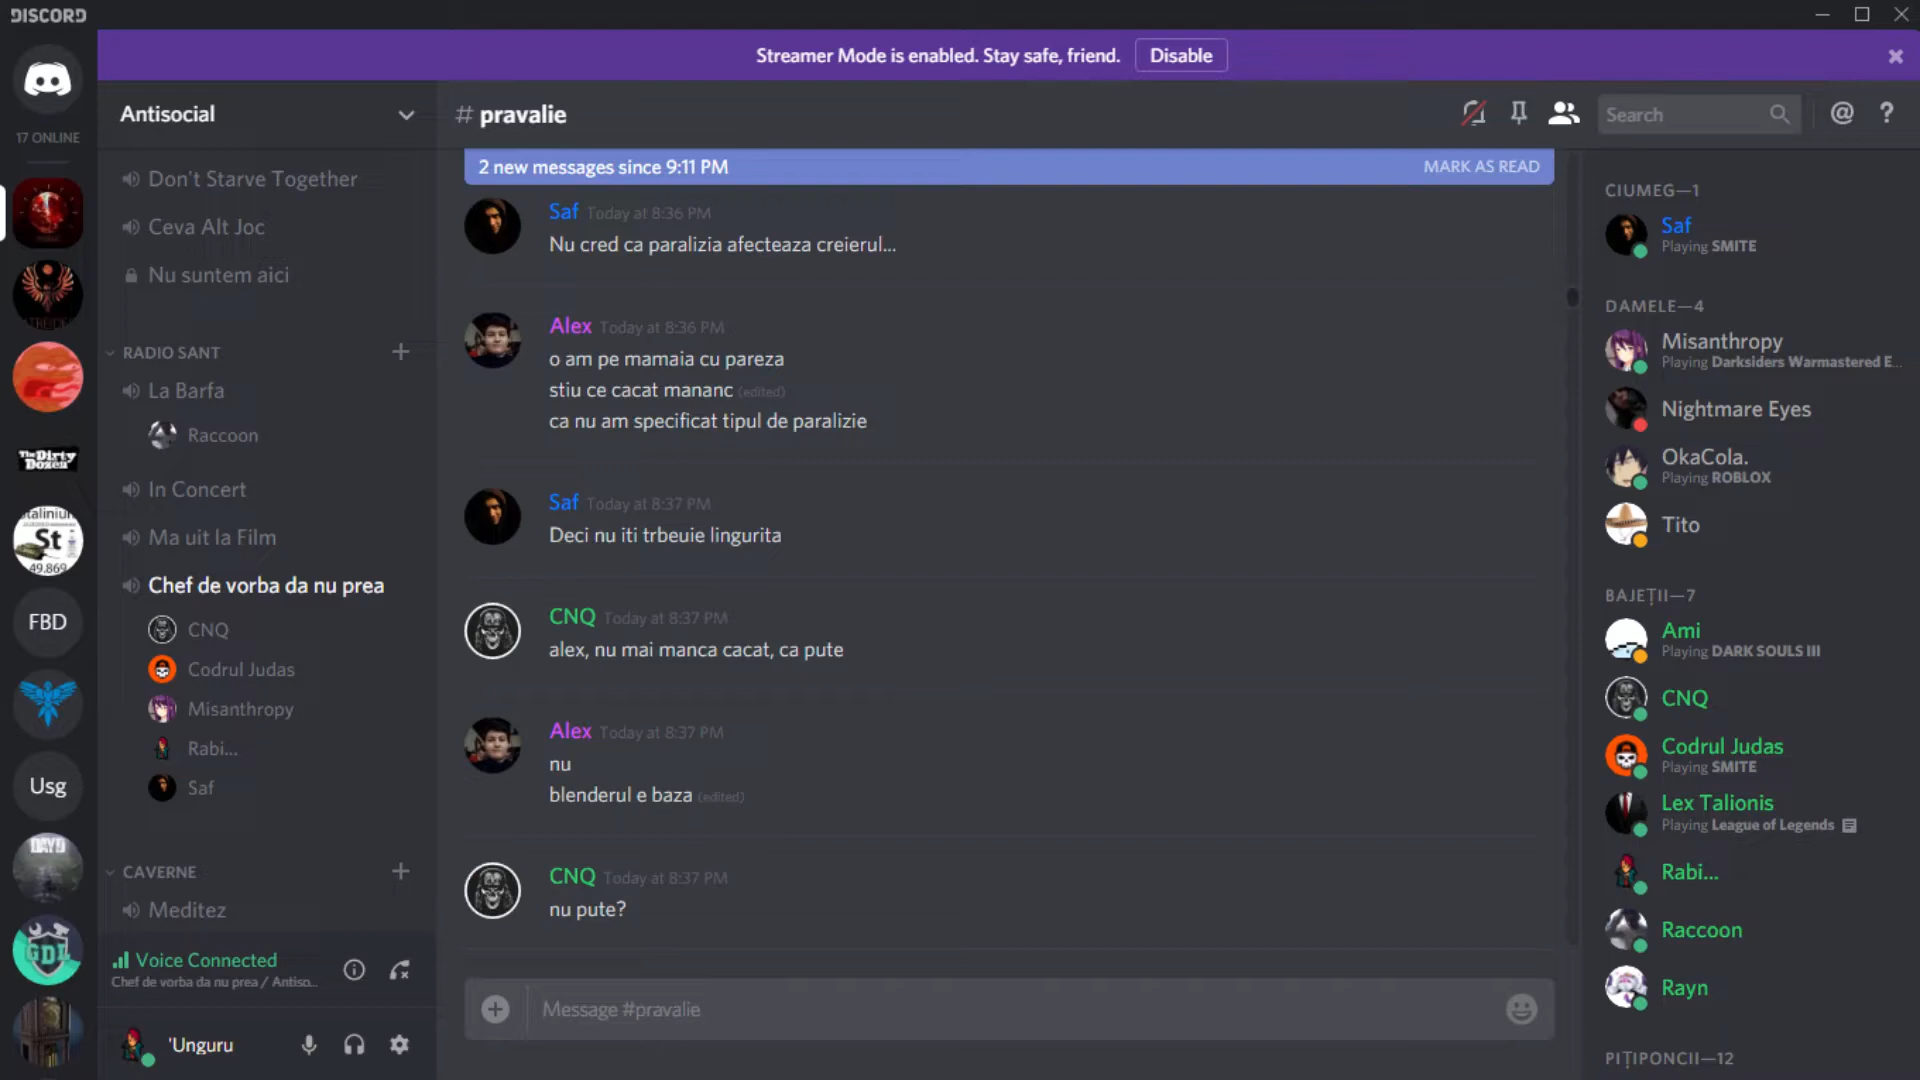 DISCORD
Streamer Mode is enabled. Stay safe, friend. Disable
17 ONLINE
The Dirty
Dozen
St
49.869
FBD
Usg
DAYD
GDL
Antisocial
Don't Starve Together
Ceva Alt Joc
Nu suntem aici
RADIO SANT
La Barfa
Raccoon
In Concert
Ma uit la Film
Chef de vorba da nu prea
CNQ
Codrul Judas
Misanthropy
Rabi...
Saf
CAVERNE
Meditez
Voice Connected
Chef de vorba da nu prea / Antiso...
'Unguru
# pravalie
Search
@ ?
2 new messages since 9:11 PM MARK AS READ
Saf Today at 8:36 PM
Nu cred ca paralizia afecteaza creierul...
Alex Today at 8:36 PM
o am pe mamaia cu pareza
stiu ce cacat mananc (edited)
ca nu am specificat tipul de paralizie
Saf Today at 8:37 PM
Deci nu iti trbeuie lingurita
CNQ Today at 8:37 PM
alex, nu mai manca cacat, ca pute
Alex Today at 8:37 PM
nu
blenderul e baza (edited)
CNQ Today at 8:37 PM
nu pute?
Message #pravalie
CIUMEG—1
Saf
Playing SMITE
DAMELE—4
Misanthropy
Playing Darksiders Warmastered E...
Nightmare Eyes
OkaCola.
Playing ROBLOX
Tito
BAJEȚII—7
Ami
Playing DARK SOULS III
CNQ
Codrul Judas
Playing SMITE
Lex Talionis
Playing League of Legends
Rabi...
Raccoon
Rayn
PIȚIPONCII—12